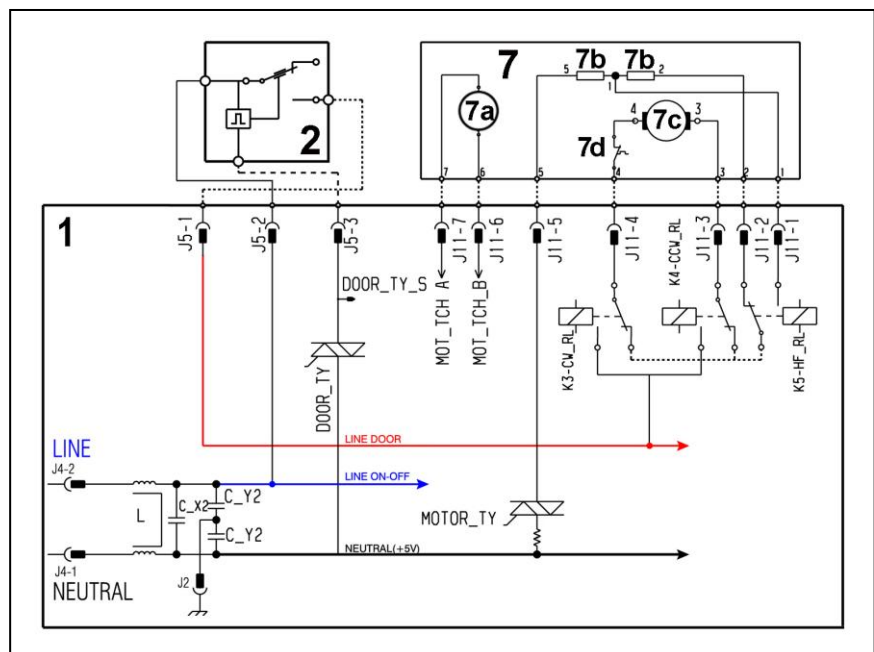 7
7b
7b
5
2
1
7a
4
7c
3
7d
2
7
6
5
4
3
2
1
1
J5-1
J5-2
J5-3
J11-7
J11-6
J11-5
J11-4
J11-3
J11-2
J11-1
K4-CCW_RL
DOOR_TY_S
MOT_TCH A
MOT_TCH_B
K3-CW_RL
K5-HF_RL
DOOR_TY
LINE DOOR
LINE
J4-2
LINE ON-OFF
C_Y2
C_X2
L
C_Y2
MOTOR_TY
NEUTRAL(+5V)
J4-1
J2
NEUTRAL